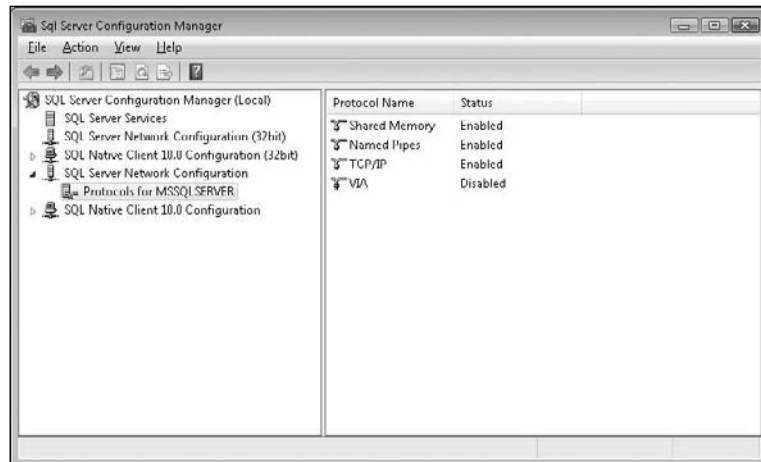 Sql Server Configuration Manager
File Action View Help
SQL Server Configuration Manager (Local)
SQL Server Services
SQL Server Network Configuration (32bit)
SQL Native Client 10.0 Configuration (32bit)
SQL Server Network Configuration
Protocols for MSSQLSERVER
SQL Native Client 10.0 Configuration
Protocol Name Status
Shared Memory Enabled
Named Pipes Enabled
TCP/IP Enabled
VIA Disabled